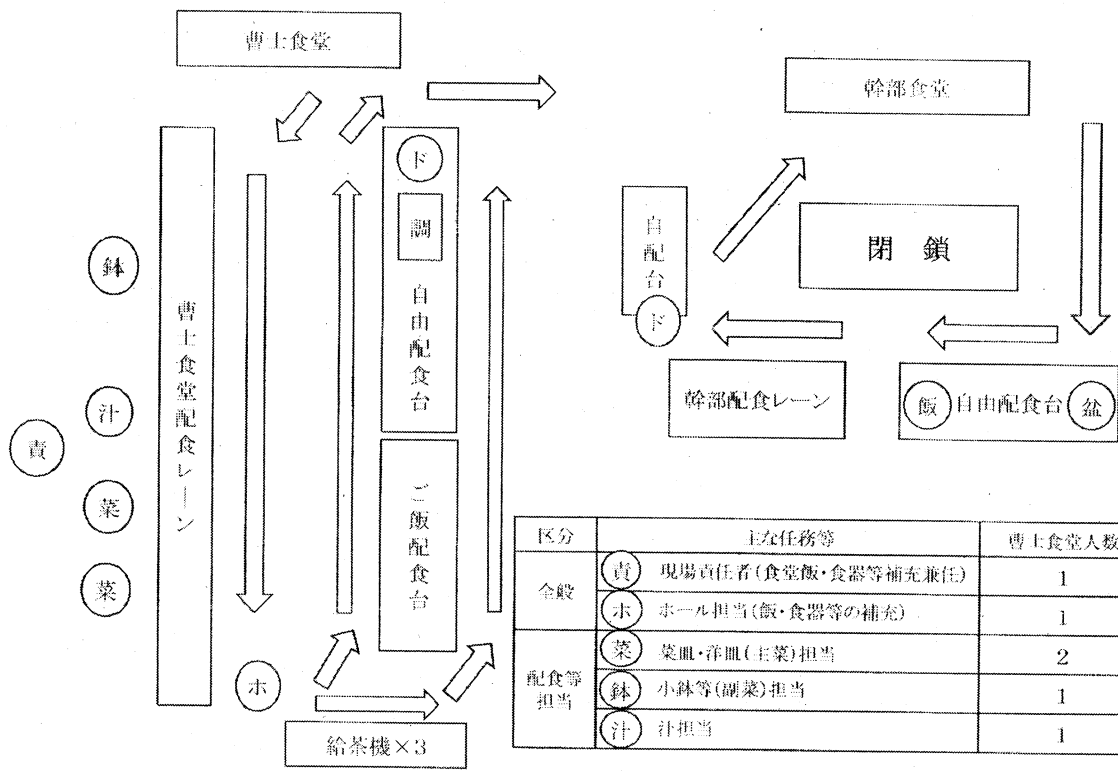 曹士食堂
幹部食堂
ド
調
自由配食台
自配台
ド
閉 鎖
鉢
汁
責
菜
菜
曹士食堂配食レーン
ご飯配食台
幹部配食レーン
飯 自由配食台 盆
ホ
給茶機×3
区分 主な任務等 曹士食堂人数
全般
責 現場責任者(食堂飯・食器等補充兼任) 1
ホ ホール担当(飯・食器等の補充) 1
配食等担当
菜 菜皿・洋皿(主菜)担当 2
鉢 小鉢等(副菜)担当 1
汁 汁担当 1